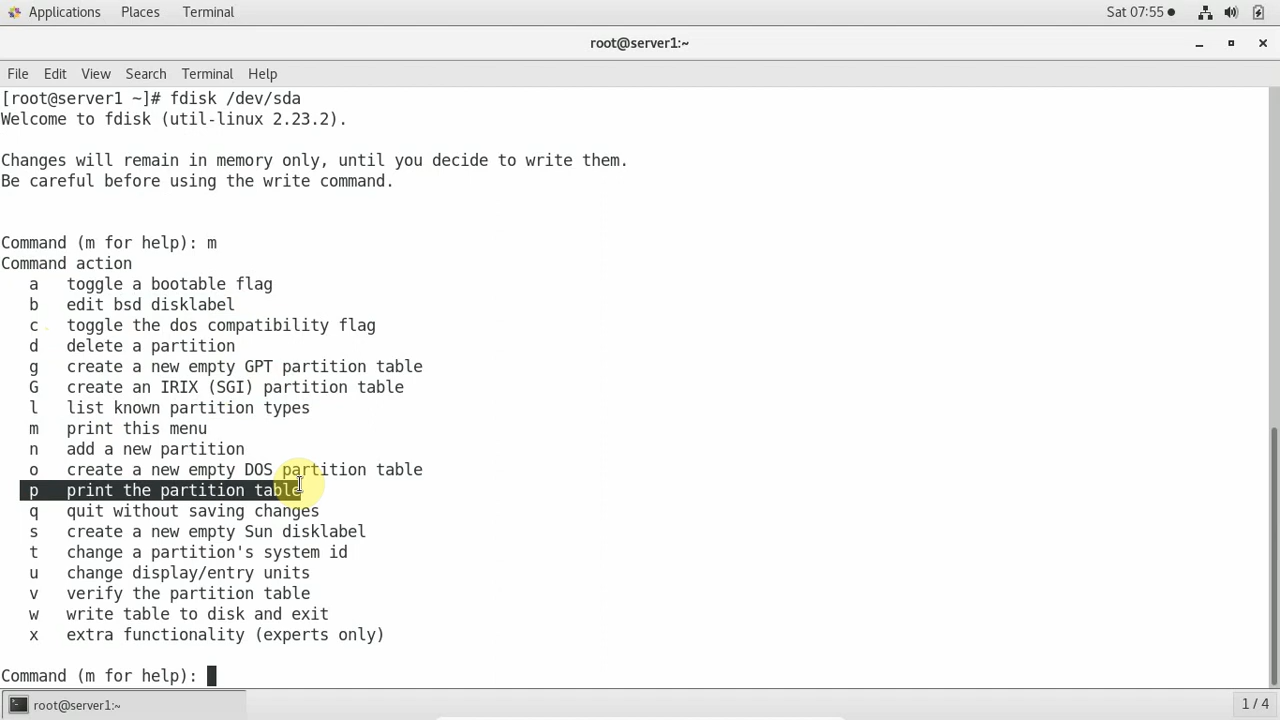 Applications Places Terminal Sat 07:55
root@server1:~
File Edit View Search Terminal Help
[root@server1 ~]# fdisk /dev/sda
Welcome to fdisk (util-linux 2.23.2).
Changes will remain in memory only, until you decide to write them.
Be careful before using the write command.
Command (m for help): m
Command action
a toggle a bootable flag
b edit bsd disklabel
c toggle the dos compatibility flag
d delete a partition
g create a new empty GPT partition table
G create an IRIX (SGI) partition table
l list known partition types
m print this menu
n add a new partition
o create a new empty DOS partition table
p print the partition table
q quit without saving changes
s create a new empty Sun disklabel
t change a partition's system id
u change display/entry units
v verify the partition table
w write table to disk and exit
x extra functionality (experts only)
Command (m for help):
root@server1:~ 1 / 4